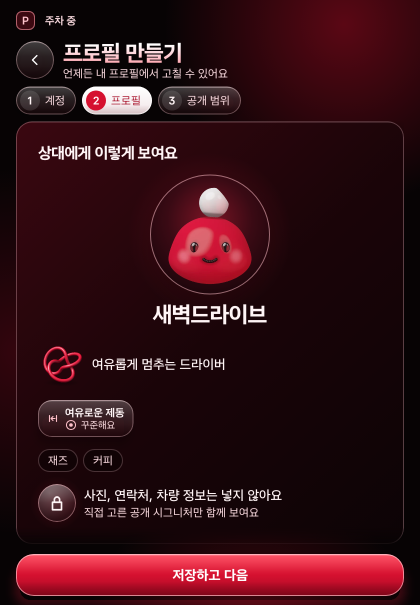 P 주차 중
프로필 만들기
언제든 내 프로필에서 고칠 수 있어요
1 계정 2 프로필 3 공개 범위
상대에게 이렇게 보여요
새벽드라이브
여유롭게 멈추는 드라이버
여유로운 제동
꾸준해요
재즈 커피
사진, 연락처, 차량 정보는 넣지 않아요
직접 고른 공개 시그니처만 함께 보여요
저장하고 다음